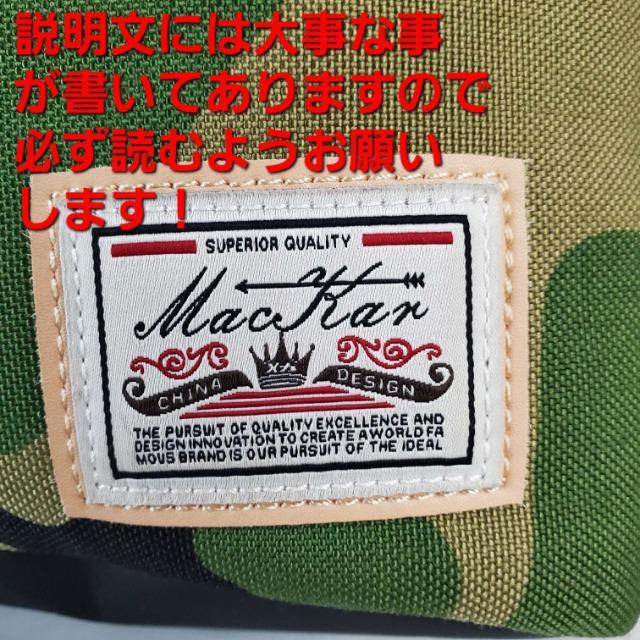 説明文には大事な事
が書いてありますので
必ず読むようお願い
します！
SUPERIOR QUALITY
MacKar
XA
CHINA DESIGN
THE PURSUIT OF QUALITY EXCELLENCE AND
DESIGN INNOVATION TO CREATE A WORLD FA
MOUS BRAND IS OUR PURSUIT OF THE IDEAL